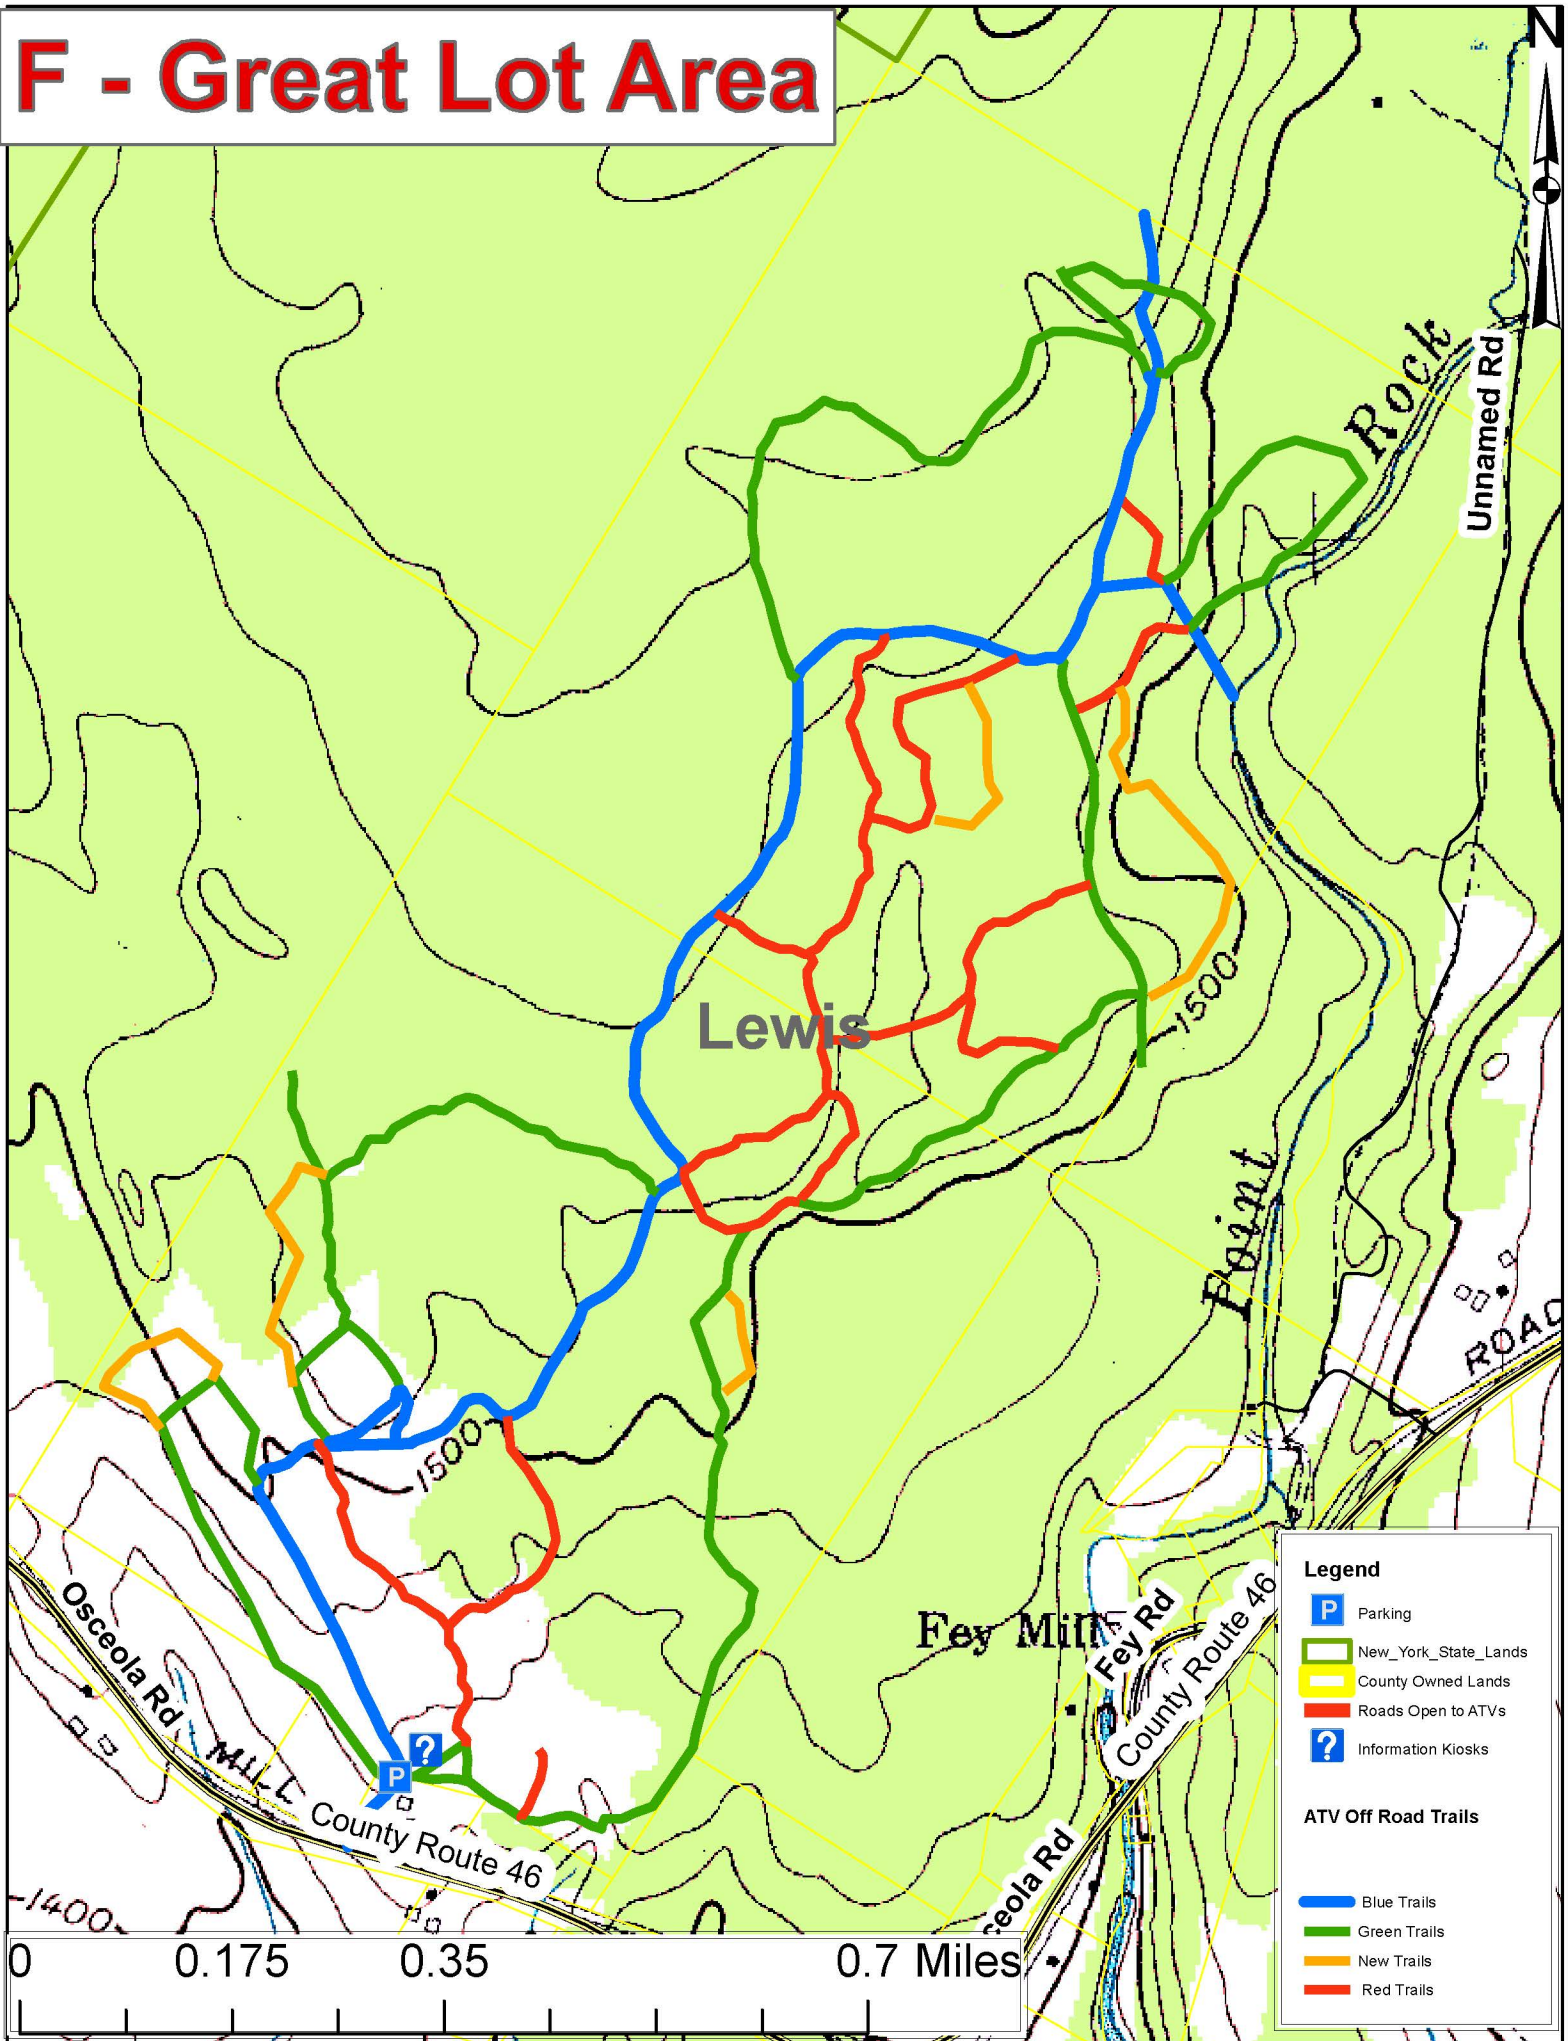 F - Great Lot Area
N
Rock
Unnamed Rd
Lewis
1500
Point
ROAD
1500
Osceola Rd
MILL
County Route 46
Fey Mill
Fey Rd
County Route 46
ceola Rd
1400
Legend
P Parking
New_York_State_Lands
County Owned Lands
Roads Open to ATVs
? Information Kiosks
ATV Off Road Trails
Blue Trails
Green Trails
New Trails
Red Trails
?
P
0 0.175 0.35 0.7 Miles